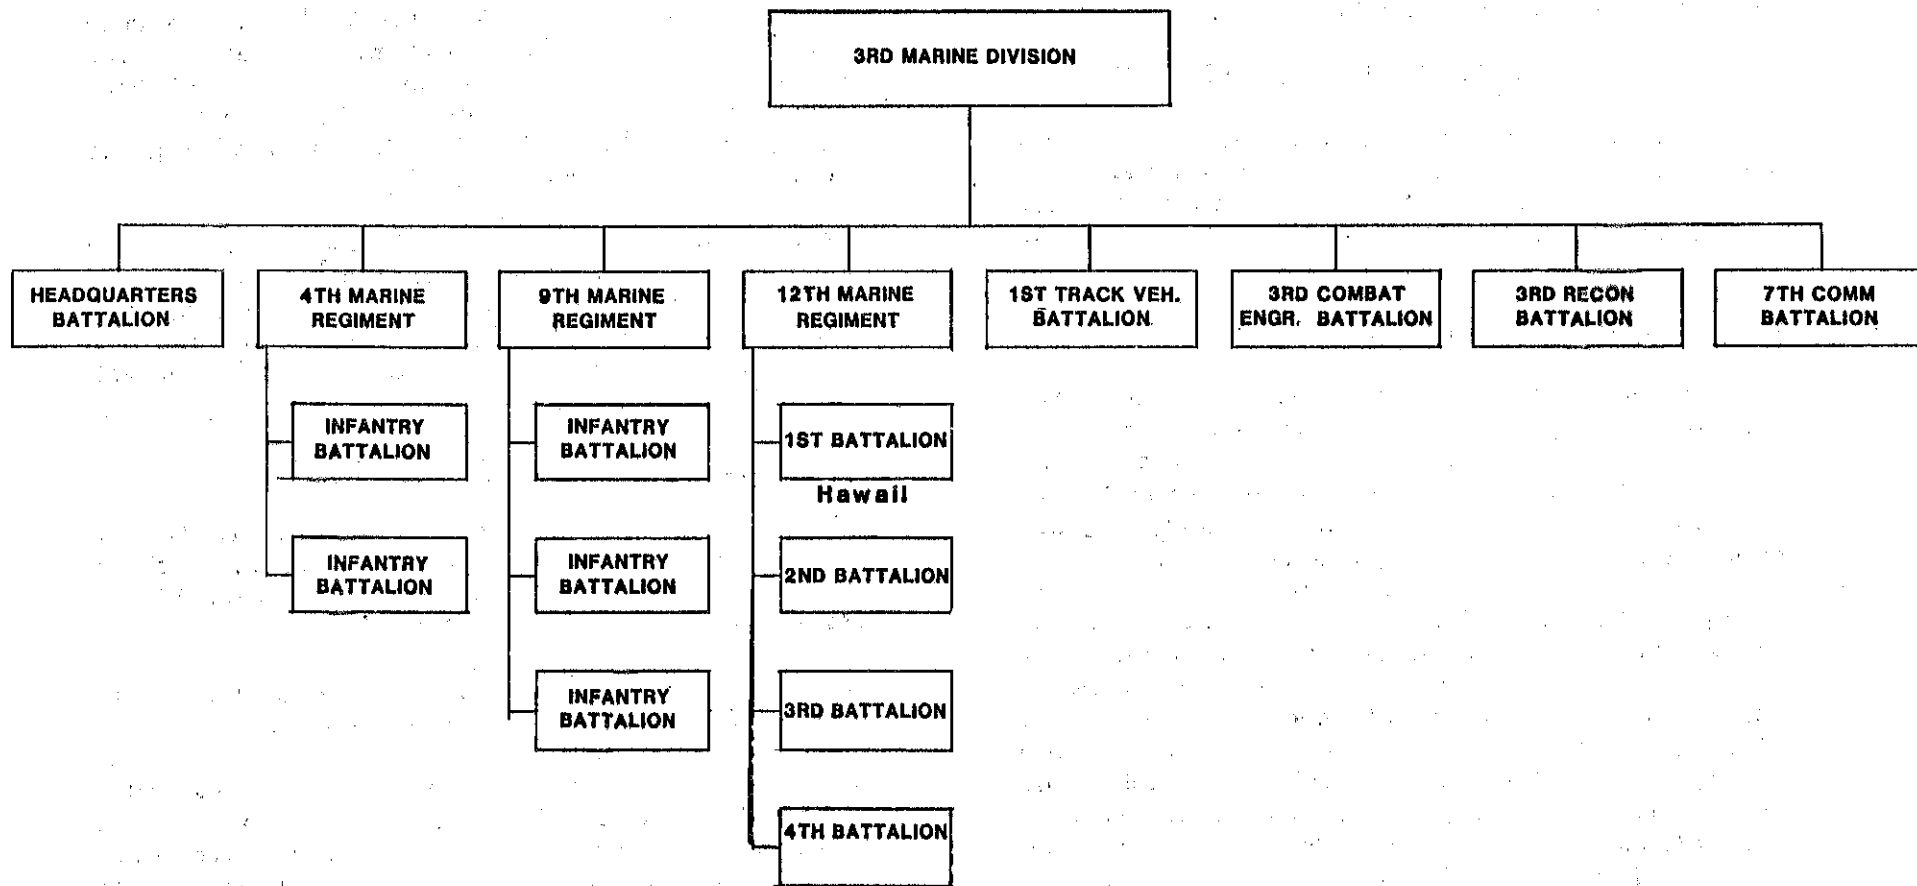 3RD MARINE DIVISION
HEADQUARTERS
BATTALION
4TH MARINE
REGIMENT
9TH MARINE
REGIMENT
12TH MARINE
REGIMENT
1ST TRACK VEH.
BATTALION
3RD COMBAT
ENGR. BATTALION
3RD RECON
BATTALION
7TH COMM
BATTALION
INFANTRY
BATTALION
INFANTRY
BATTALION
INFANTRY
BATTALION
INFANTRY
BATTALION
INFANTRY
BATTALION
1ST BATTALION
Hawaii
2ND BATTALION
3RD BATTALION
4TH BATTALION